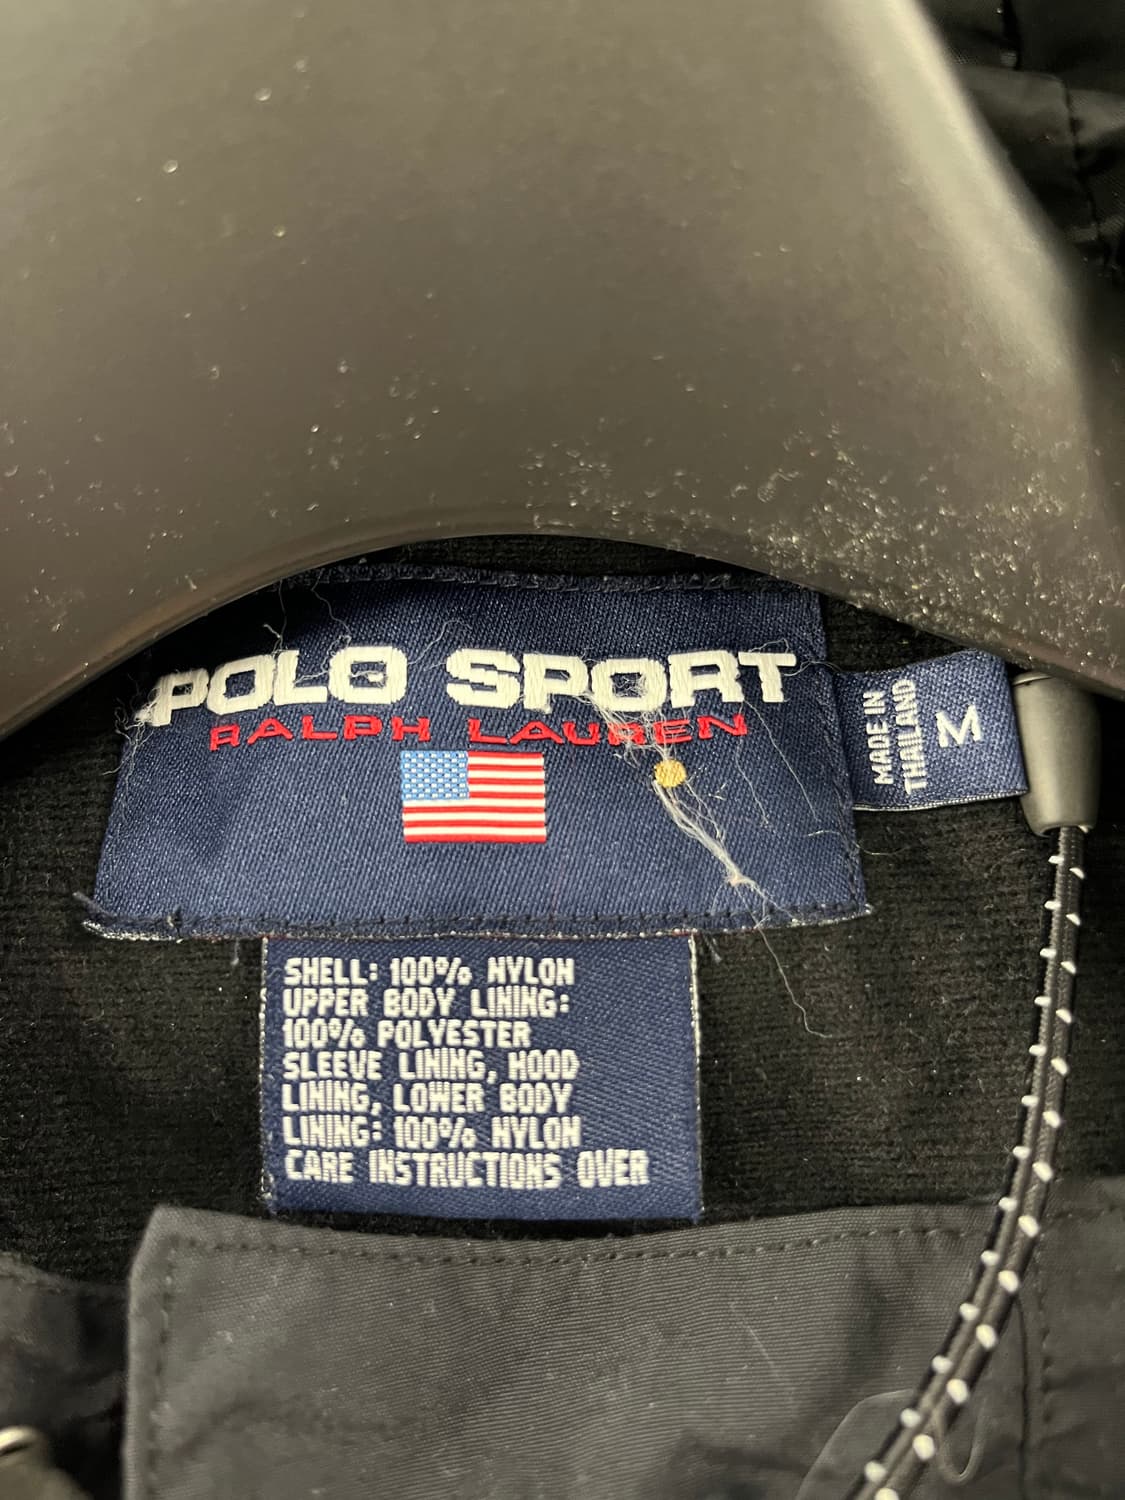 POLO SPORT
RALPH LAUREN
MADE IN
THAILAND
M
SHELL: 100% NYLON
UPPER BODY LINING:
100% POLYESTER
SLEEVE LINING, HOOD
LINING, LOWER BODY
LINING: 100% NYLON
CARE INSTRUCTIONS OVER